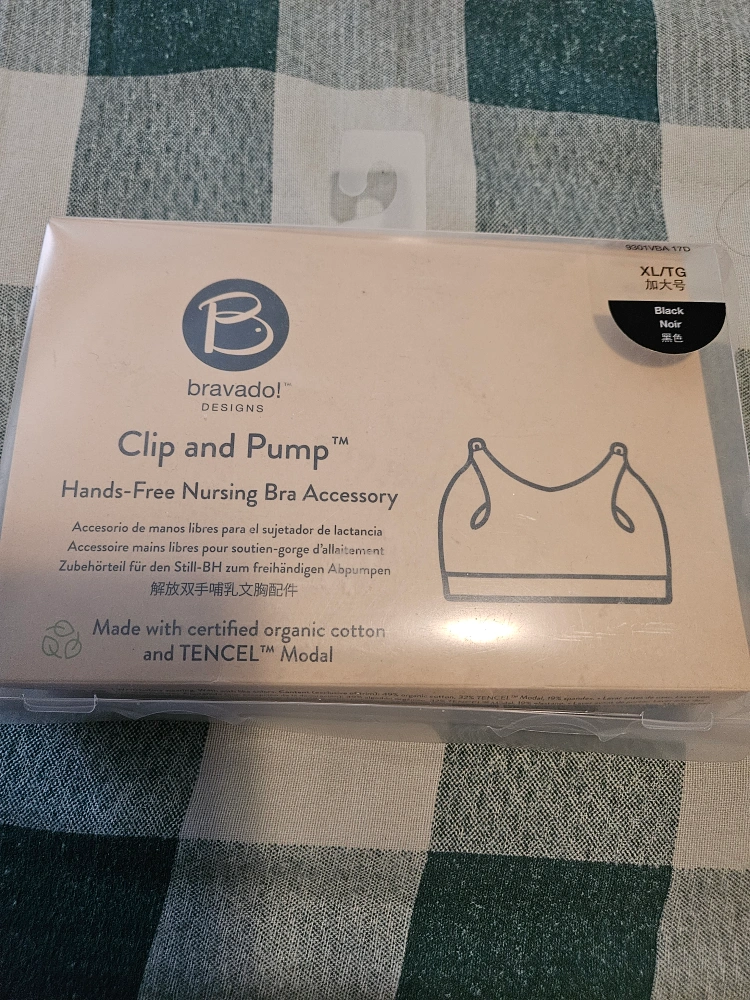 9301VBA 17D
XL/TG
加大号
Black
Noir
黑色
B
bravado!™
DESIGNS
Clip and Pump™
Hands-Free Nursing Bra Accessory
Accesorio de manos libres para el sujetador de lactancia
Accessoire mains libres pour soutien-gorge d'allaitement
Zubehörteil für den Still-BH zum freihändigen Abpumpen
解放双手哺乳文胸配件
Made with certified organic cotton
and TENCEL™ Modal